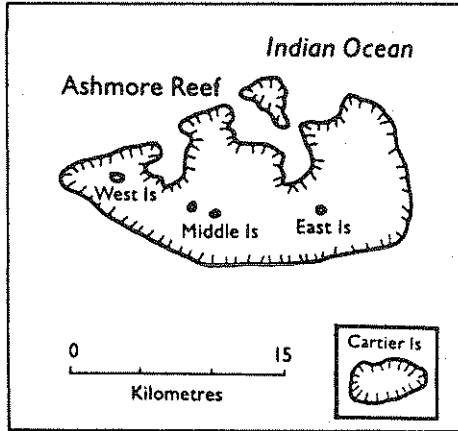 Indian Ocean
Ashmore Reef
West Is
Middle Is
East Is
0 15
Kilometres
Cartier Is